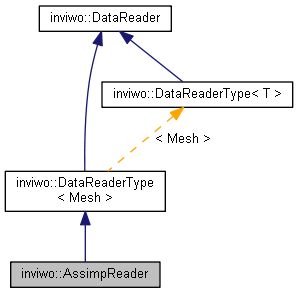 inviwo::DataReader
inviwo::DataReaderType< T >
< Mesh >
inviwo::DataReaderType
< Mesh >
inviwo::AssimpReader